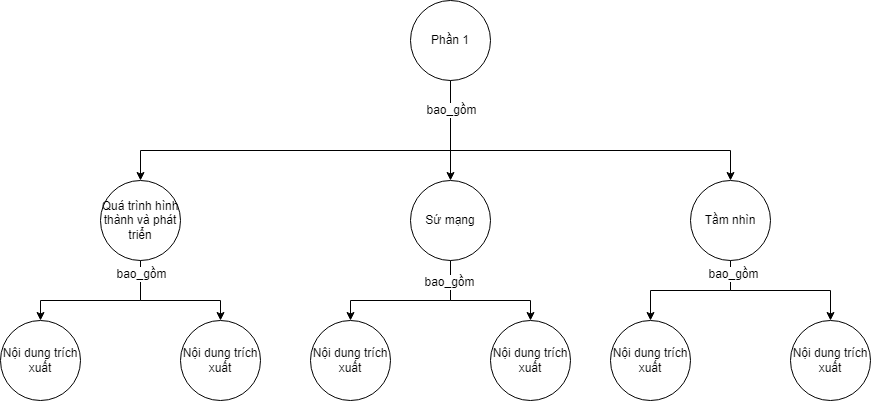 Phần 1
bao_gồm
Quá trình hình
thành và phát
triển
Sứ mạng
Tầm nhìn
bao_gồm
bao_gồm
bao_gồm
Nội dung trích
xuất
Nội dung trích
xuất
Nội dung trích
xuất
Nội dung trích
xuất
Nội dung trích
xuất
Nội dung trích
xuất